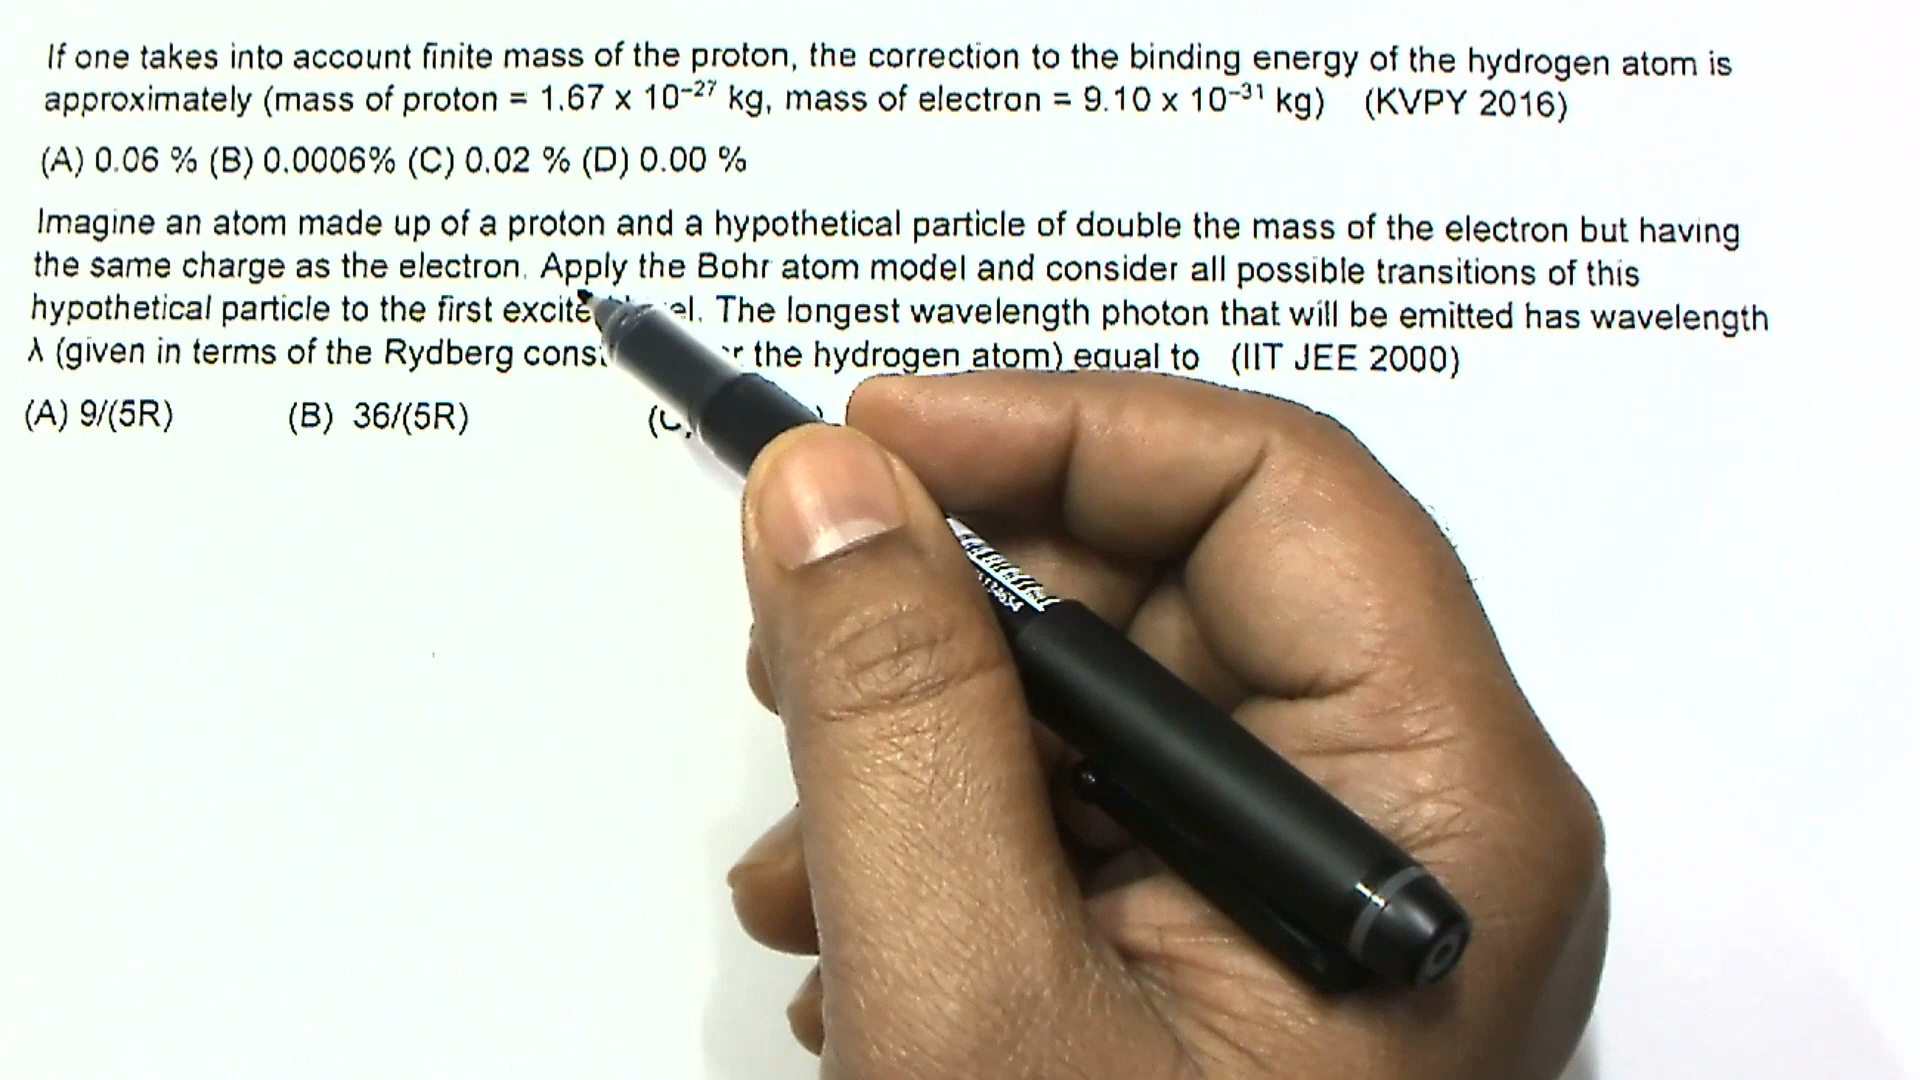 If one takes into account finite mass of the proton, the correction to the binding energy of the hydrogen atom is
approximately (mass of proton = 1.67 x 10⁻²⁷ kg, mass of electron = 9.10 x 10⁻³¹ kg) (KVPY 2016)
(A) 0.06 % (B) 0.0006% (C) 0.02 % (D) 0.00 %
Imagine an atom made up of a proton and a hypothetical particle of double the mass of the electron but having
the same charge as the electron. Apply the Bohr atom model and consider all possible transitions of this
hypothetical particle to the first The longest wavelength photon that will be emitted has wavelength
λ (given in terms of the Rydberg the hydrogen atom) equal to (IIT JEE 2000)
(A) 9/(5R) (B) 36/(5R)